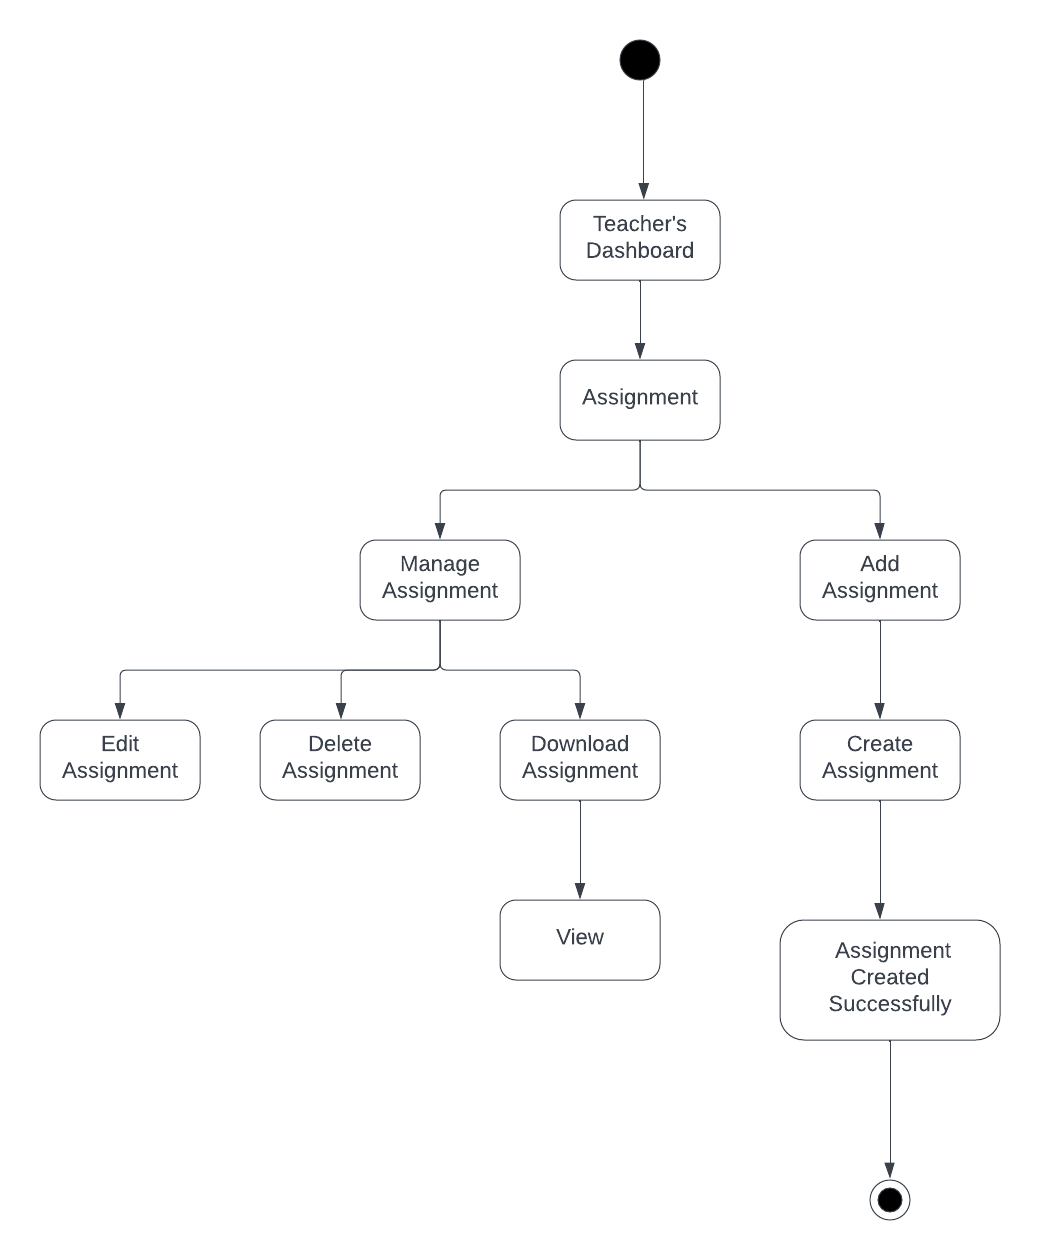 Teacher's
Dashboard
Assignment
Manage
Assignment
Add
Assignment
Edit
Assignment
Delete
Assignment
Download
Assignment
Create
Assignment
View
Assignment
Created
Successfully